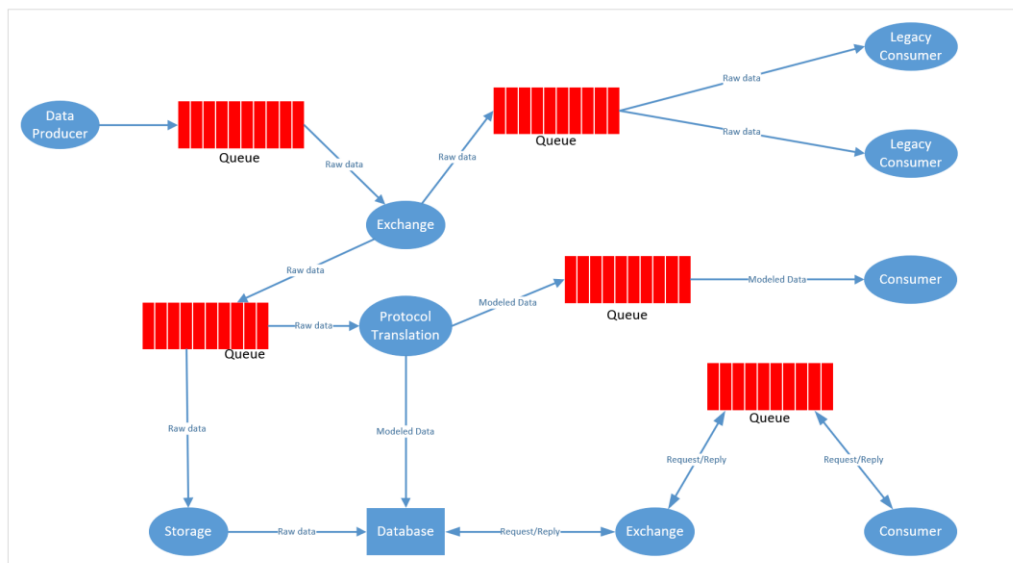 Legacy
Consumer
Raw data
Data
Producer
Queue
Queue
Raw data
Legacy
Consumer
Raw data
Raw data
Exchange
Raw data
Consumer
Modeled Data
Modeled Data
Queue
Protocol
Translation
Raw data
Queue
Queue
Raw data
Modeled Data
Request/Reply
Request/Reply
Storage
Raw data
Database
Request/Reply
Exchange
Consumer